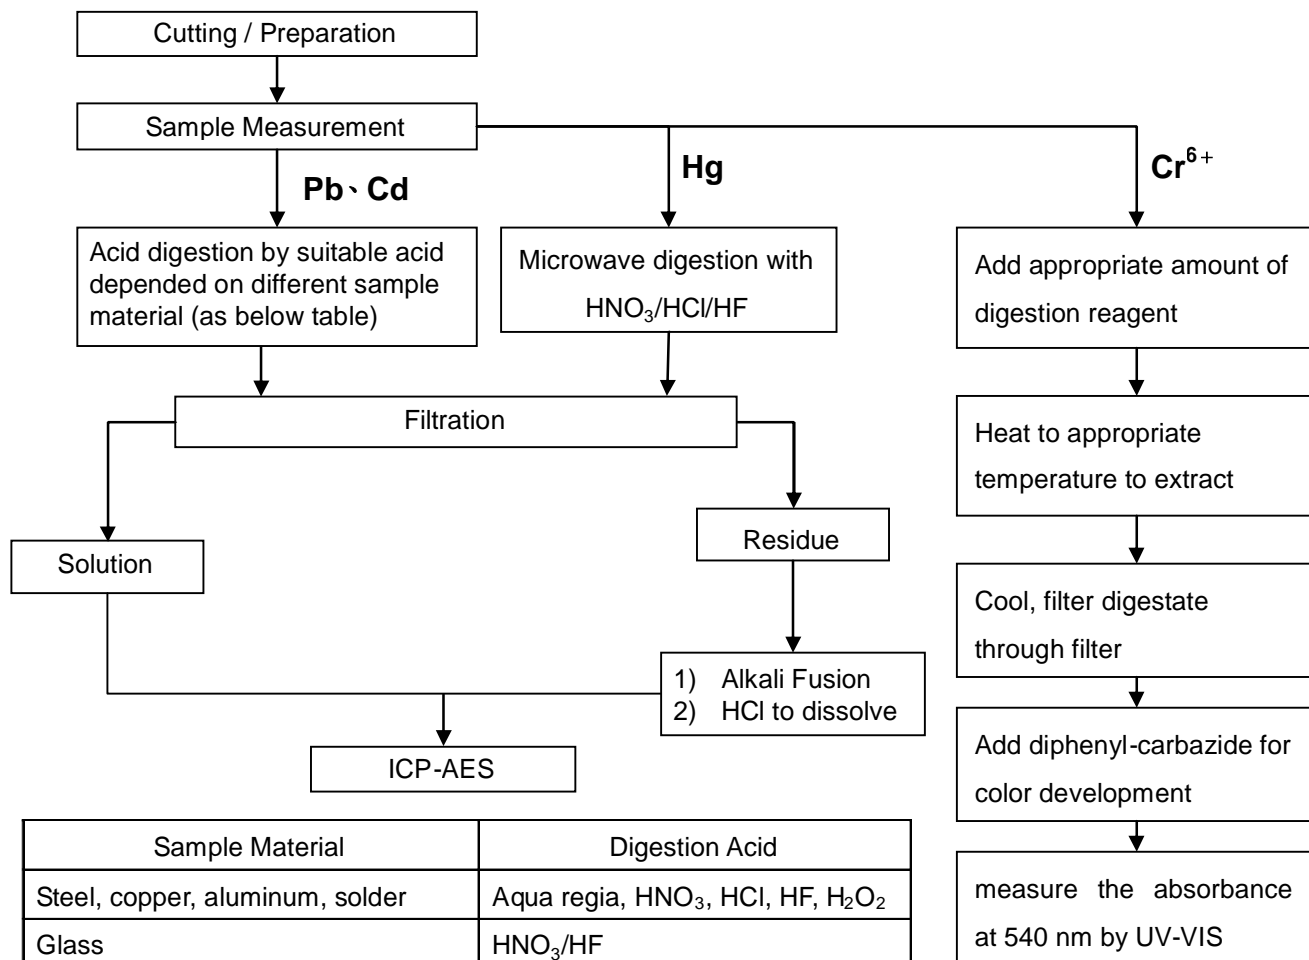 Cutting / Preparation
Sample Measurement
Pb、Cd
Hg
Cr⁶⁺
Acid digestion by suitable acid
depended on different sample
material (as below table)
Microwave digestion with
HNO₃/HCl/HF
Add appropriate amount of
digestion reagent
Filtration
Heat to appropriate
temperature to extract
Solution
Residue
Cool, filter digestate
through filter
1) Alkali Fusion
2) HCl to dissolve
ICP-AES
Add diphenyl-carbazide for
color development
measure the absorbance
at 540 nm by UV-VIS
Sample Material Digestion Acid
Steel, copper, aluminum, solder Aqua regia, HNO₃, HCl, HF, H₂O₂
Glass HNO₃/HF